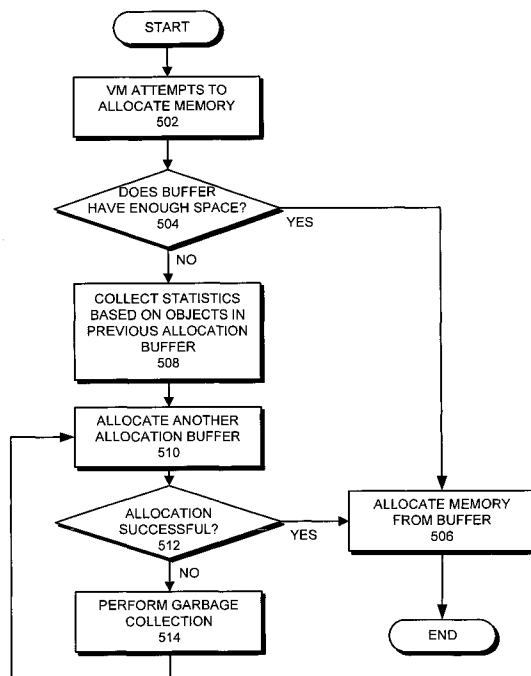 START
VM ATTEMPTS TO
ALLOCATE MEMORY
502
DOES BUFFER
HAVE ENOUGH SPACE?
504
YES
NO
COLLECT STATISTICS
BASED ON OBJECTS IN
PREVIOUS ALLOCATION
BUFFER
508
ALLOCATE ANOTHER
ALLOCATION BUFFER
510
ALLOCATION
SUCCESSFUL?
512
YES
ALLOCATE MEMORY
FROM BUFFER
506
NO
PERFORM GARBAGE
COLLECTION
514
END